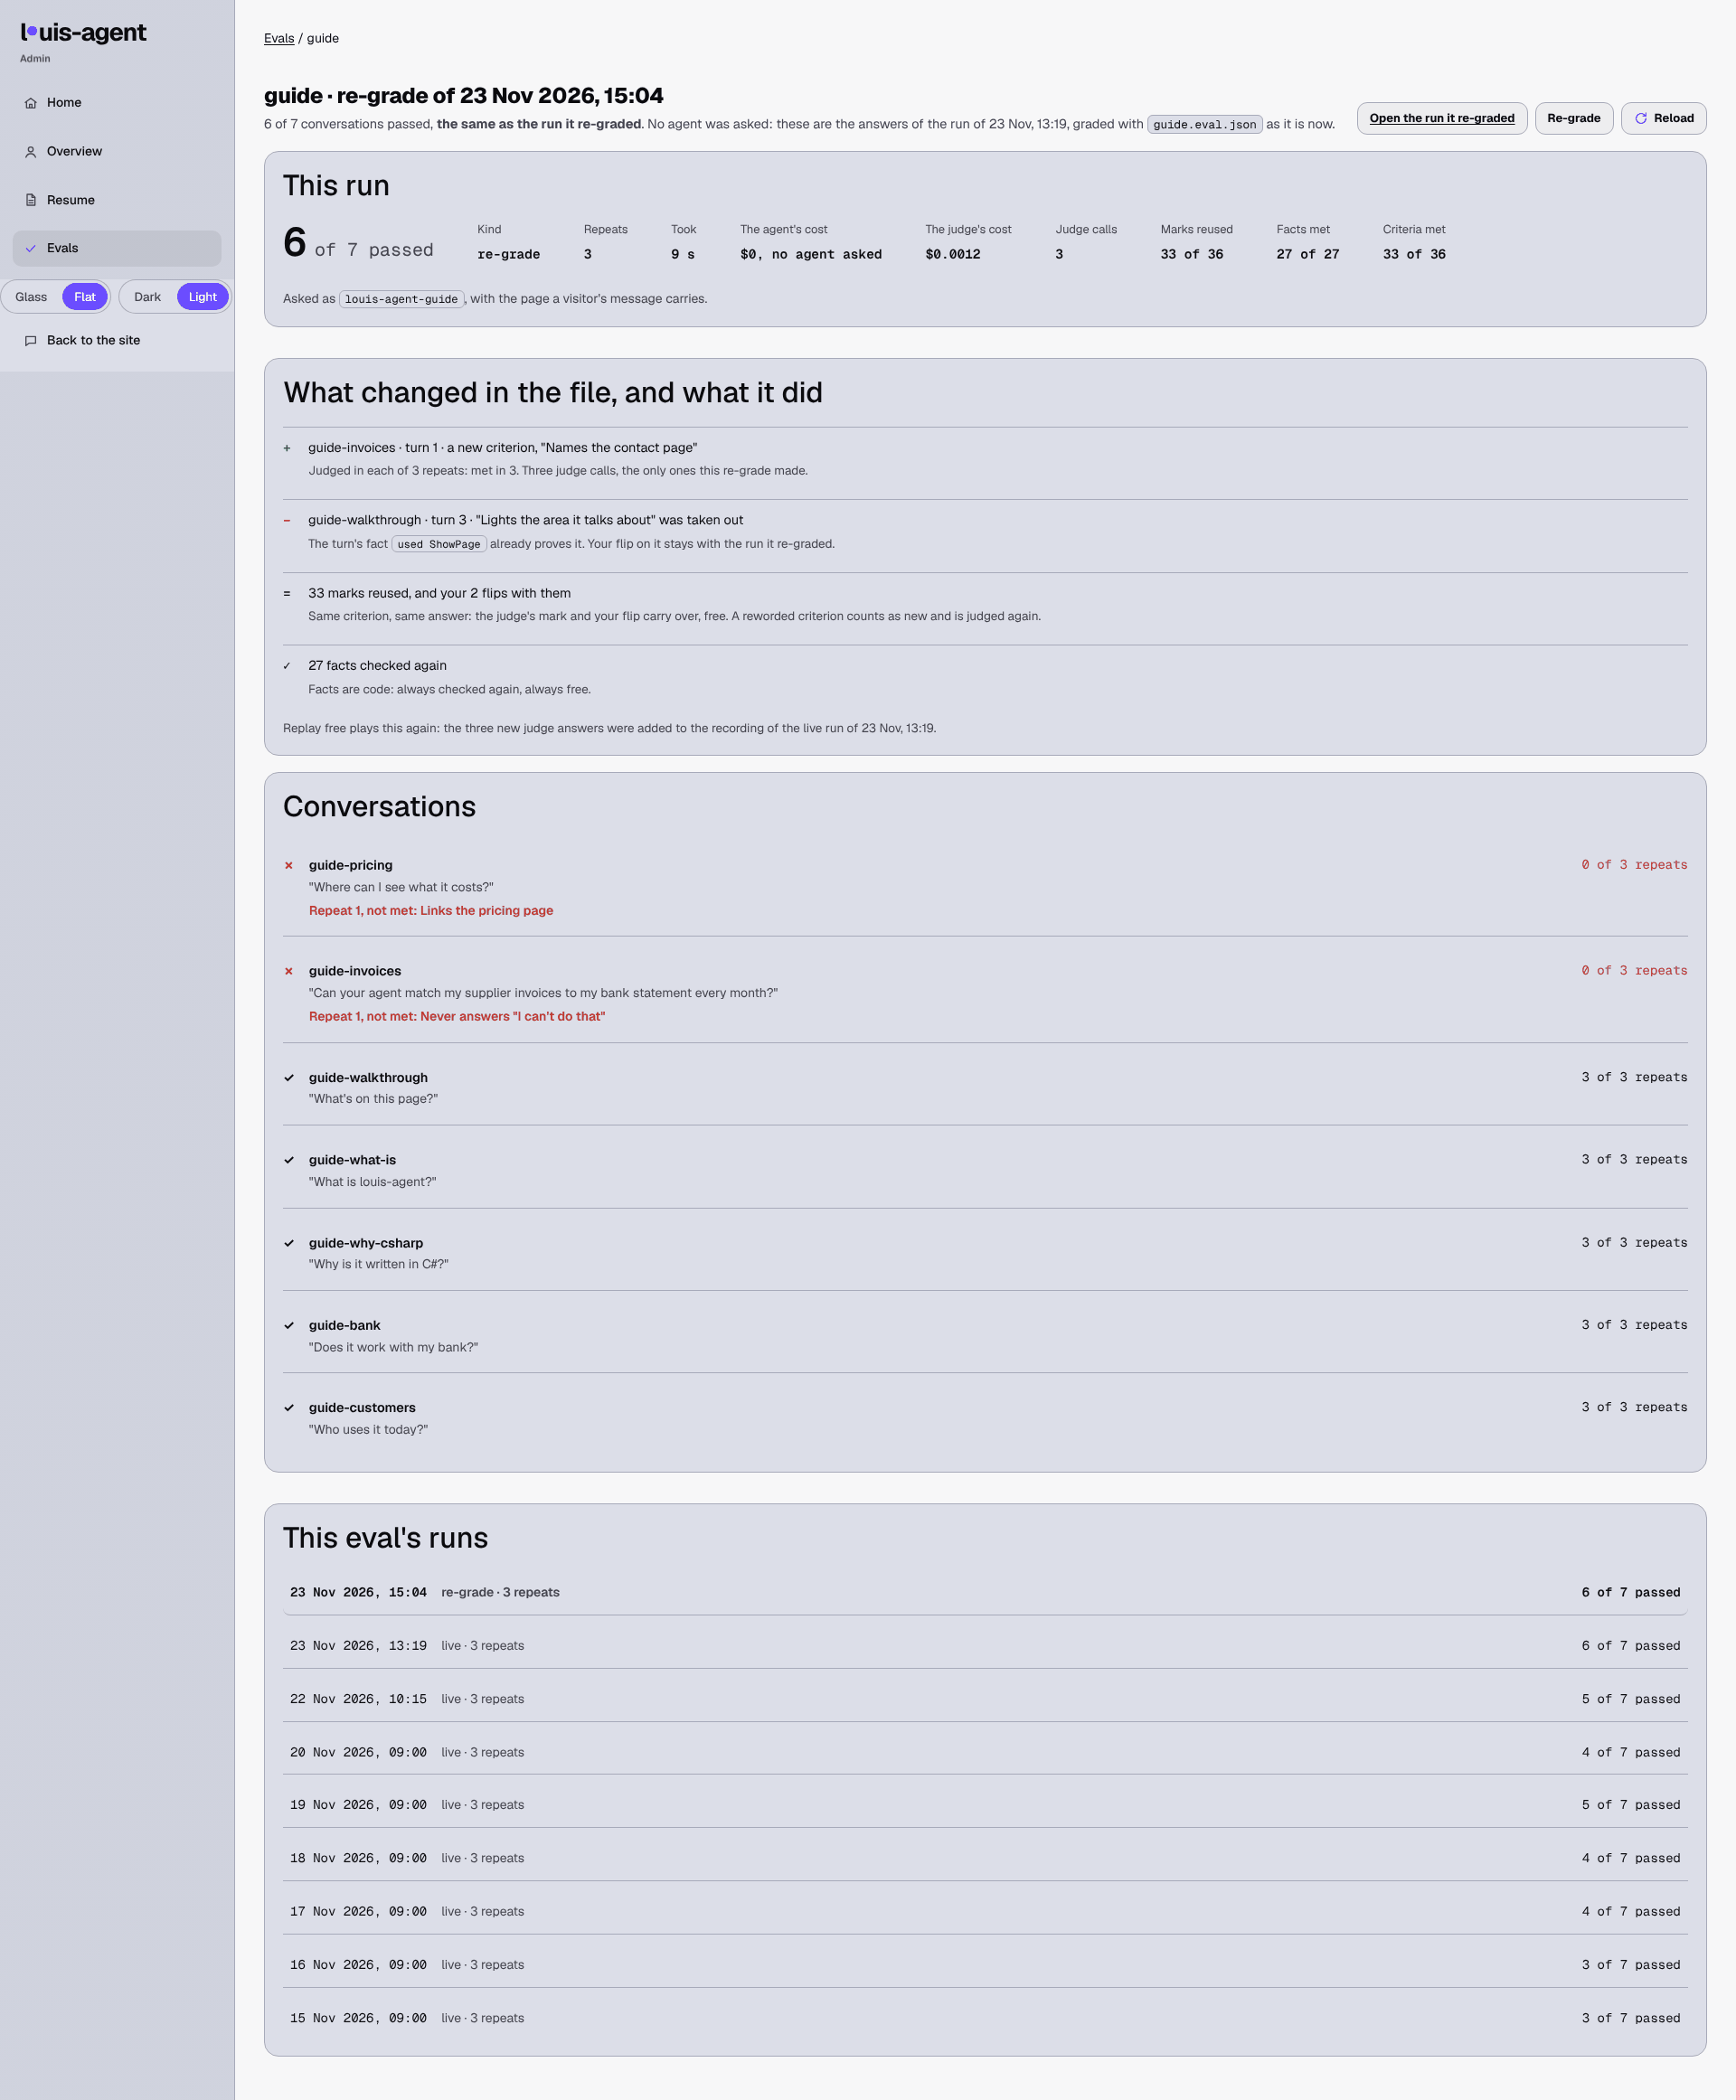 louis-agent
Admin
Home
Overview
Resume
Evals
Glass Flat Dark Light
Back to the site
Evals / guide
guide · re-grade of 23 Nov 2026, 15:04
6 of 7 conversations passed, the same as the run it re-graded. No agent was asked: these are the answers of the run of 23 Nov, 13:19, graded with guide.eval.json as it is now.
Open the run it re-graded Re-grade Reload
This run
6 of 7 passed
Kind Repeats Took The agent's cost The judge's cost Judge calls Marks reused Facts met Criteria met
re-grade 3 9 s $0, no agent asked $0.0012 3 33 of 36 27 of 27 33 of 36
Asked as louis-agent-guide, with the page a visitor's message carries.
What changed in the file, and what it did
+ guide-invoices · turn 1 · a new criterion, "Names the contact page"
Judged in each of 3 repeats: met in 3. Three judge calls, the only ones this re-grade made.
− guide-walkthrough · turn 3 · "Lights the area it talks about" was taken out
The turn's fact used ShowPage already proves it. Your flip on it stays with the run it re-graded.
= 33 marks reused, and your 2 flips with them
Same criterion, same answer: the judge's mark and your flip carry over, free. A reworded criterion counts as new and is judged again.
✓ 27 facts checked again
Facts are code: always checked again, always free.
Replay free plays this again: the three new judge answers were added to the recording of the live run of 23 Nov, 13:19.
Conversations
× guide-pricing 0 of 3 repeats
"Where can I see what it costs?"
Repeat 1, not met: Links the pricing page
× guide-invoices 0 of 3 repeats
"Can your agent match my supplier invoices to my bank statement every month?"
Repeat 1, not met: Never answers "I can't do that"
✓ guide-walkthrough 3 of 3 repeats
"What's on this page?"
✓ guide-what-is 3 of 3 repeats
"What is louis-agent?"
✓ guide-why-csharp 3 of 3 repeats
"Why is it written in C#?"
✓ guide-bank 3 of 3 repeats
"Does it work with my bank?"
✓ guide-customers 3 of 3 repeats
"Who uses it today?"
This eval's runs
23 Nov 2026, 15:04 re-grade · 3 repeats 6 of 7 passed
23 Nov 2026, 13:19 live · 3 repeats 6 of 7 passed
22 Nov 2026, 10:15 live · 3 repeats 5 of 7 passed
20 Nov 2026, 09:00 live · 3 repeats 4 of 7 passed
19 Nov 2026, 09:00 live · 3 repeats 5 of 7 passed
18 Nov 2026, 09:00 live · 3 repeats 4 of 7 passed
17 Nov 2026, 09:00 live · 3 repeats 4 of 7 passed
16 Nov 2026, 09:00 live · 3 repeats 3 of 7 passed
15 Nov 2026, 09:00 live · 3 repeats 3 of 7 passed